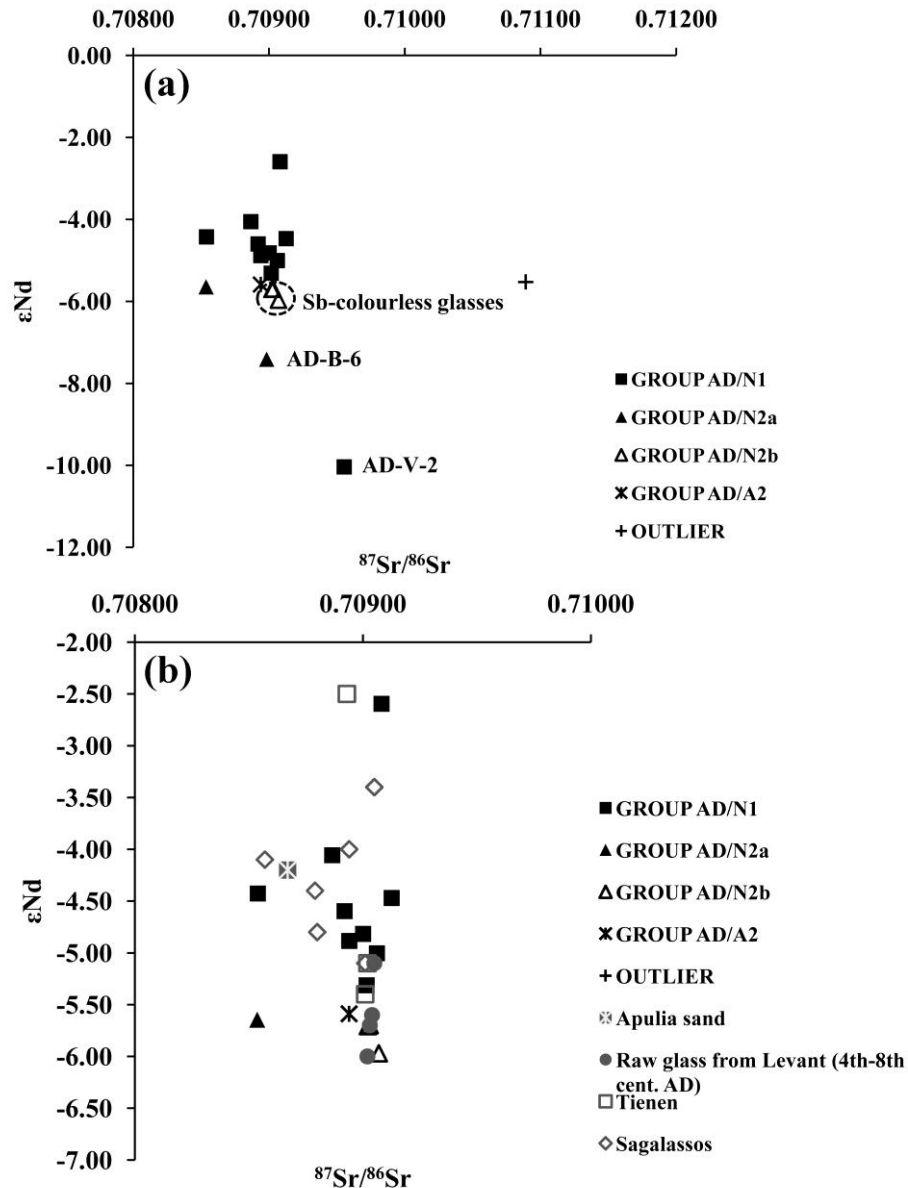 0.70800 0.70900 0.71000 0.71100 0.71200
0.00
(a)
-2.00
-4.00
εNd
-6.00
Sb-colourless glasses
AD-B-6
-8.00
AD-V-2
-10.00
-12.00
GROUP AD/N1
GROUP AD/N2a
GROUP AD/N2b
GROUP AD/A2
OUTLIER
⁸⁷Sr/⁸⁶Sr
0.70800 0.70900 0.71000
-2.00
(b)
-2.50
-3.00
-3.50
-4.00
εNd
-4.50
-5.00
-5.50
-6.00
-6.50
-7.00
GROUP AD/N1
GROUP AD/N2a
GROUP AD/N2b
GROUP AD/A2
OUTLIER
Apulia sand
Raw glass from Levant (4th-8th
cent. AD)
Tienen
Sagalassos
⁸⁷Sr/⁸⁶Sr